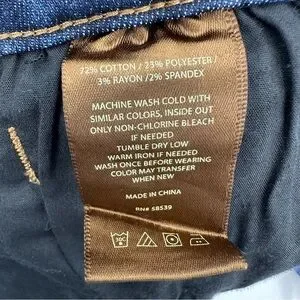 72% COTTON / 23% POLYESTER /
3% RAYON /2% SPANDEX
MACHINE WASH COLD WITH
SIMILAR COLORS, INSIDE OUT
ONLY NON-CHLORINE BLEACH
IF NEEDED
TUMBLE DRY LOW
WARM IRON IF NEEDED
WASH ONCE BEFORE WEARING
COLOR MAY TRANSFER
WHEN NEW
MADE IN CHINA
RN# 58539